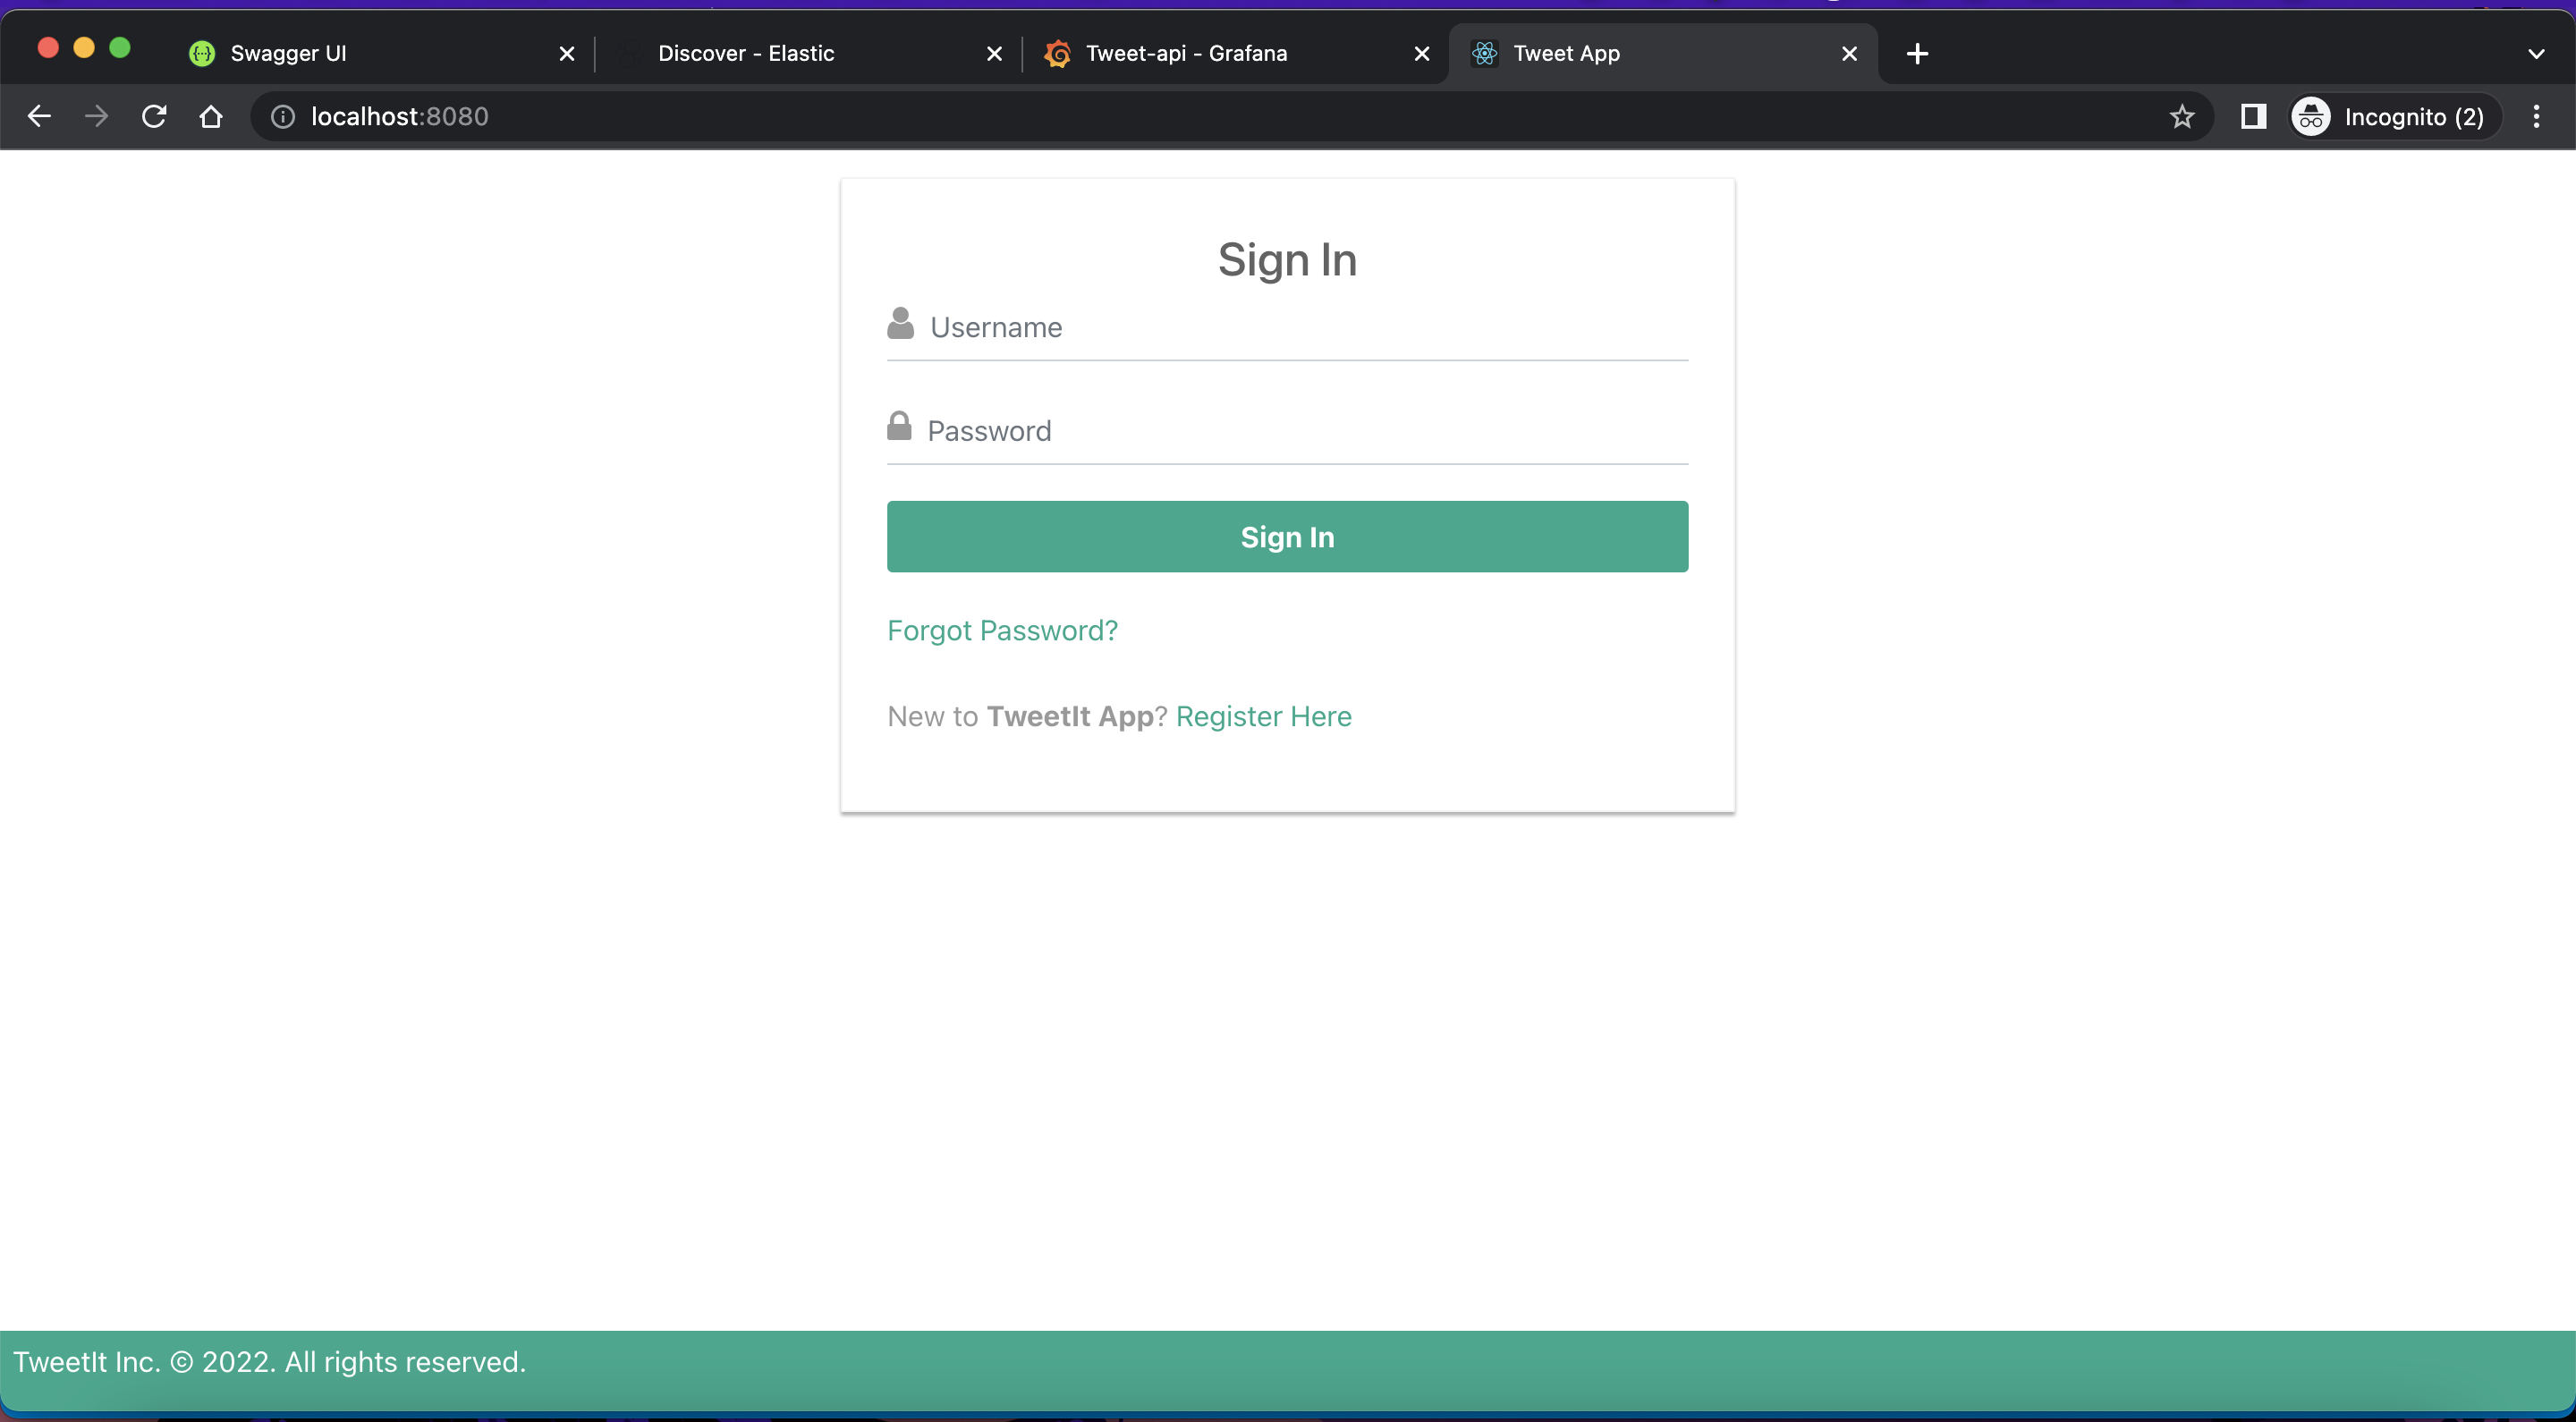 Swagger UI
Discover - Elastic
Tweet-api - Grafana
Tweet App
localhost:8080
Incognito (2)
Sign In
Username
Password
Sign In
Forgot Password?
New to TweetIt App? Register Here
TweetIt Inc. © 2022. All rights reserved.